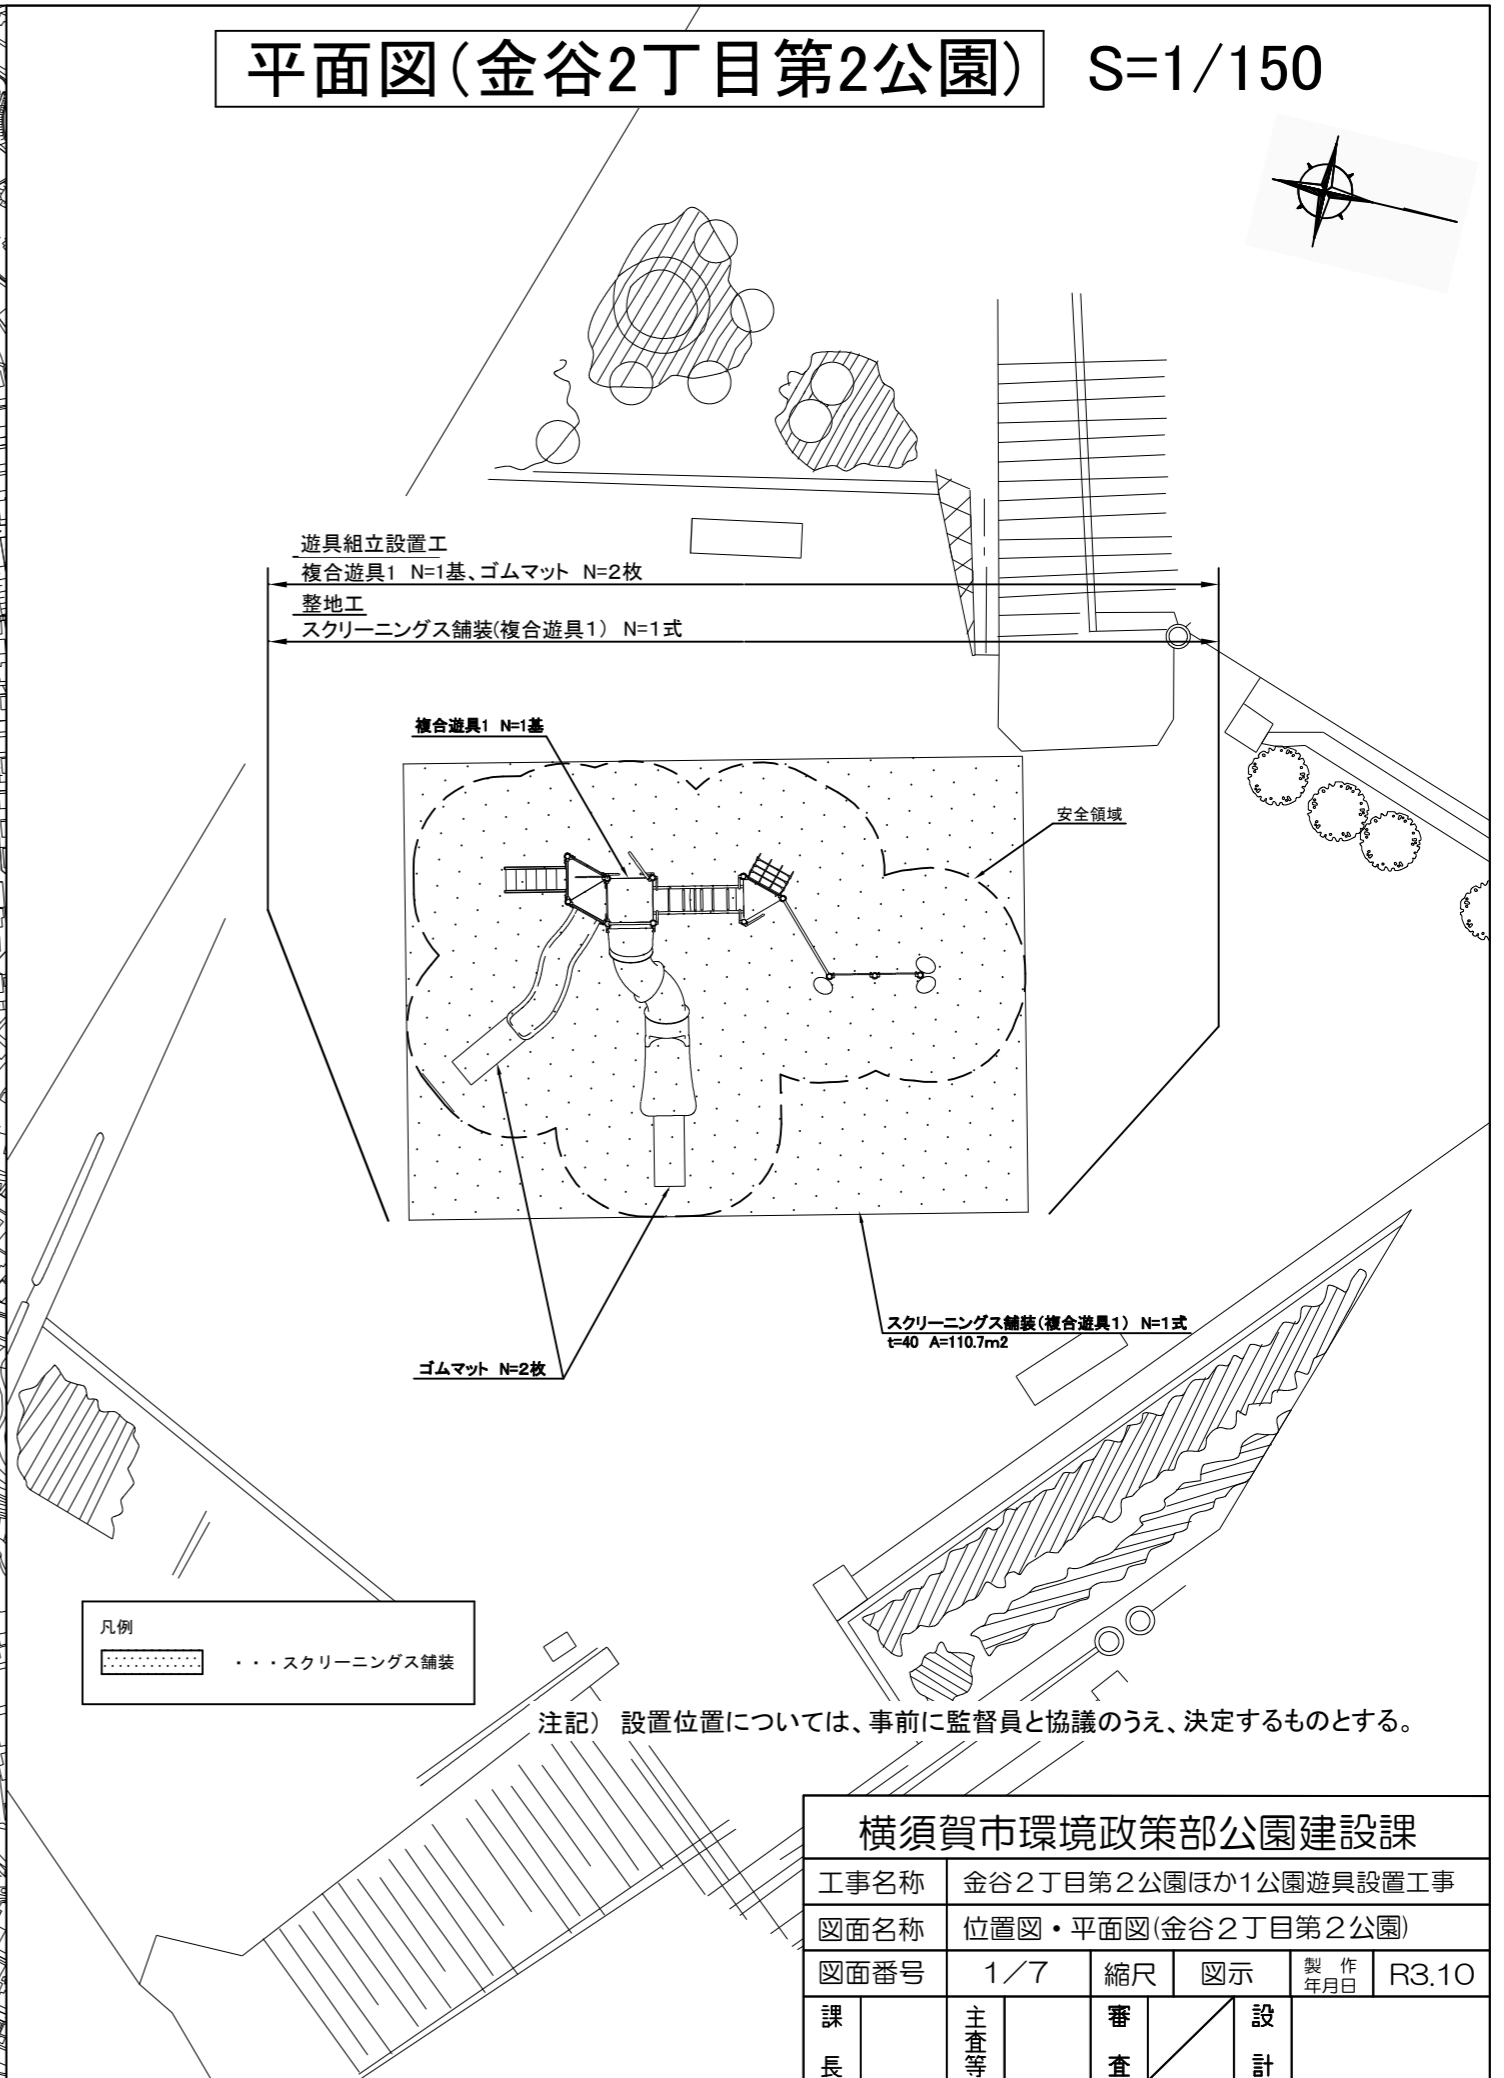 平面図(金谷2丁目第2公園) S=1/150
遊具組立設置工
複合遊具1 N=1基、ゴムマット N=2枚
整地工
スクリーニングス舗装(複合遊具1) N=1式
複合遊具1 N=1基
安全領域
スクリーニングス舗装(複合遊具1) N=1式
t=40 A=110.7m2
ゴムマット N=2枚
凡例
・・・スクリーニングス舗装
注記) 設置位置については、事前に監督員と協議のうえ、決定するものとする。
横須賀市環境政策部公園建設課
工事名称 金谷2丁目第2公園ほか1公園遊具設置工事
図面名称 位置図・平面図(金谷2丁目第2公園)
図面番号 1/7 縮尺 図示 製作年月日 R3.10
課長 主査等 審査 設計